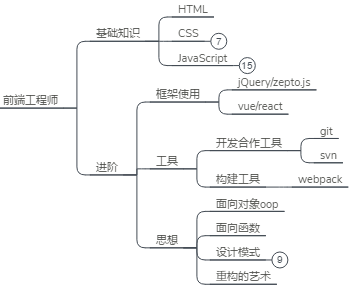 HTML
基础知识
CSS
7
JavaScript
15
前端工程师
jQuery/zepto.js
框架使用
vue/react
git
开发合作工具
svn
进阶
工具
构建工具
webpack
面向对象oop
面向函数
思想
设计模式
9
重构的艺术